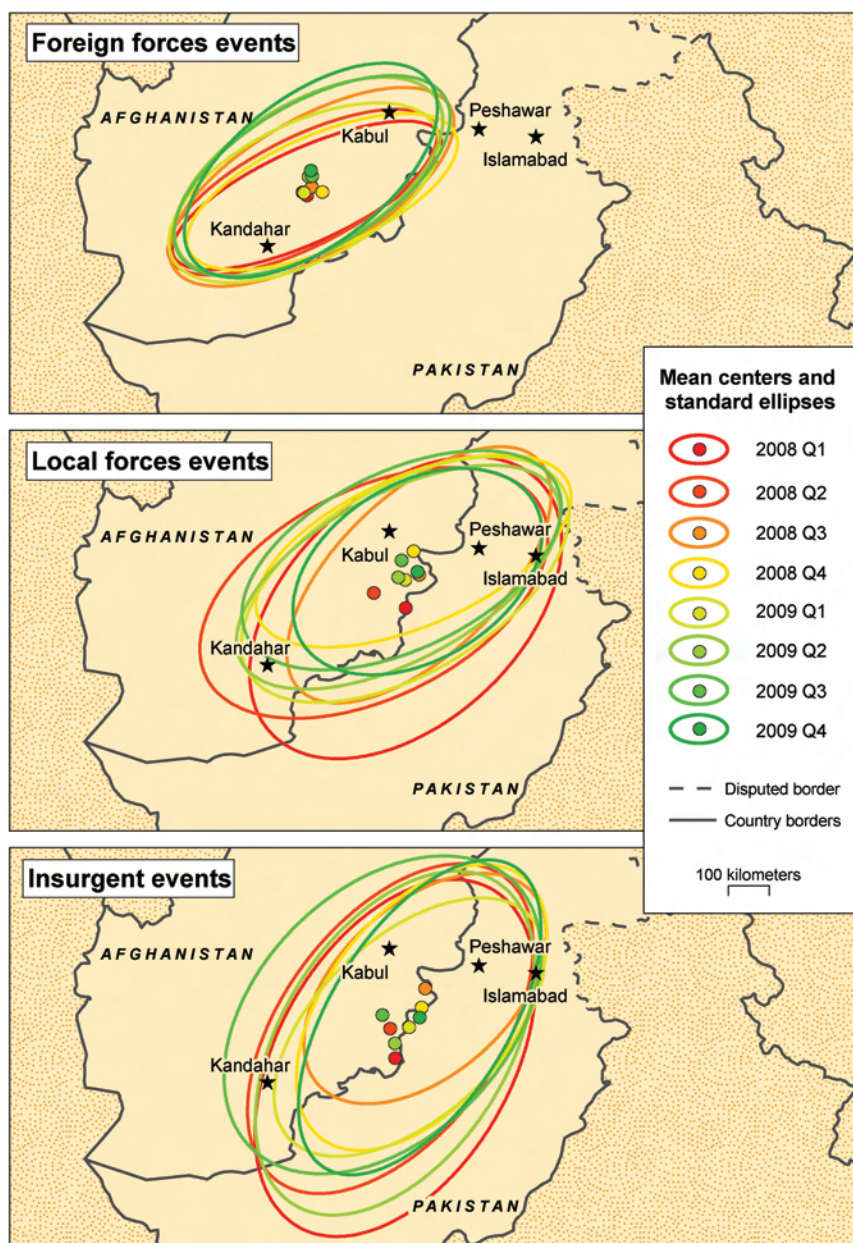 Foreign forces events
AFGHANISTAN
Kabul
Peshawar
Islamabad
Kandahar
PAKISTAN
Local forces events
AFGHANISTAN
Kabul
Peshawar
Islamabad
Kandahar
PAKISTAN
Insurgent events
AFGHANISTAN
Kabul
Peshawar
Islamabad
Kandahar
PAKISTAN
Mean centers and
standard ellipses
2008 Q1
2008 Q2
2008 Q3
2008 Q4
2009 Q1
2009 Q2
2009 Q3
2009 Q4
Disputed border
Country borders
100 kilometers